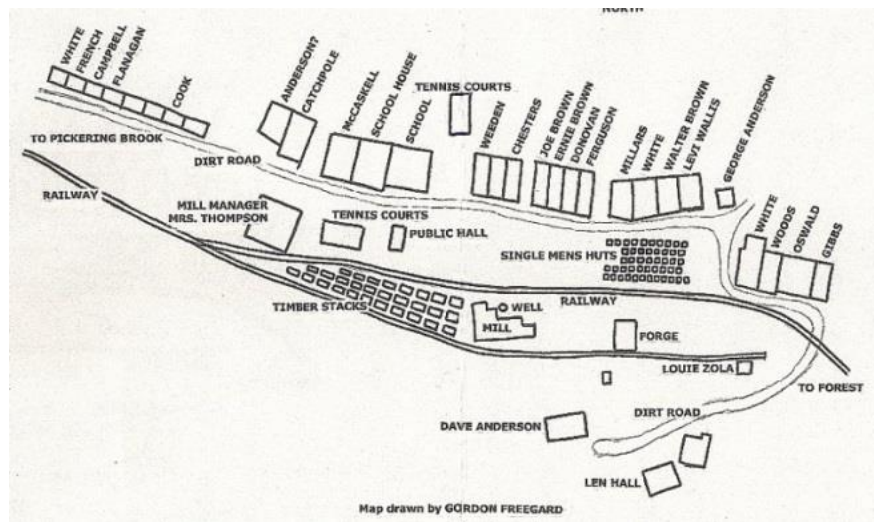 NORTH
WHITE
FRENCH
CAMPBELL
FLANAGAN
COOK
ANDERSON?
CATCHPOLE
McCASKELL
SCHOOL HOUSE
SCHOOL
TENNIS COURTS
WEEDEN
CHESTERS
JOE BROWN
ERNIE BROWN
DONOVAN
FERGUSON
MILLARS
WHITE
WALTER BROWN
LEVI WALLIS
GEORGE ANDERSON
TO PICKERING BROOK
DIRT ROAD
RAILWAY
MILL MANAGER
MRS. THOMPSON
TENNIS COURTS
PUBLIC HALL
SINGLE MENS HUTS
WHITE
WOODS
OSWALD
GIBBS
TIMBER STACKS
WELL
MILL
RAILWAY
FORGE
LOUIE ZOLA
TO FOREST
DIRT ROAD
DAVE ANDERSON
LEN HALL
Map drawn by GORDON FREEGARD